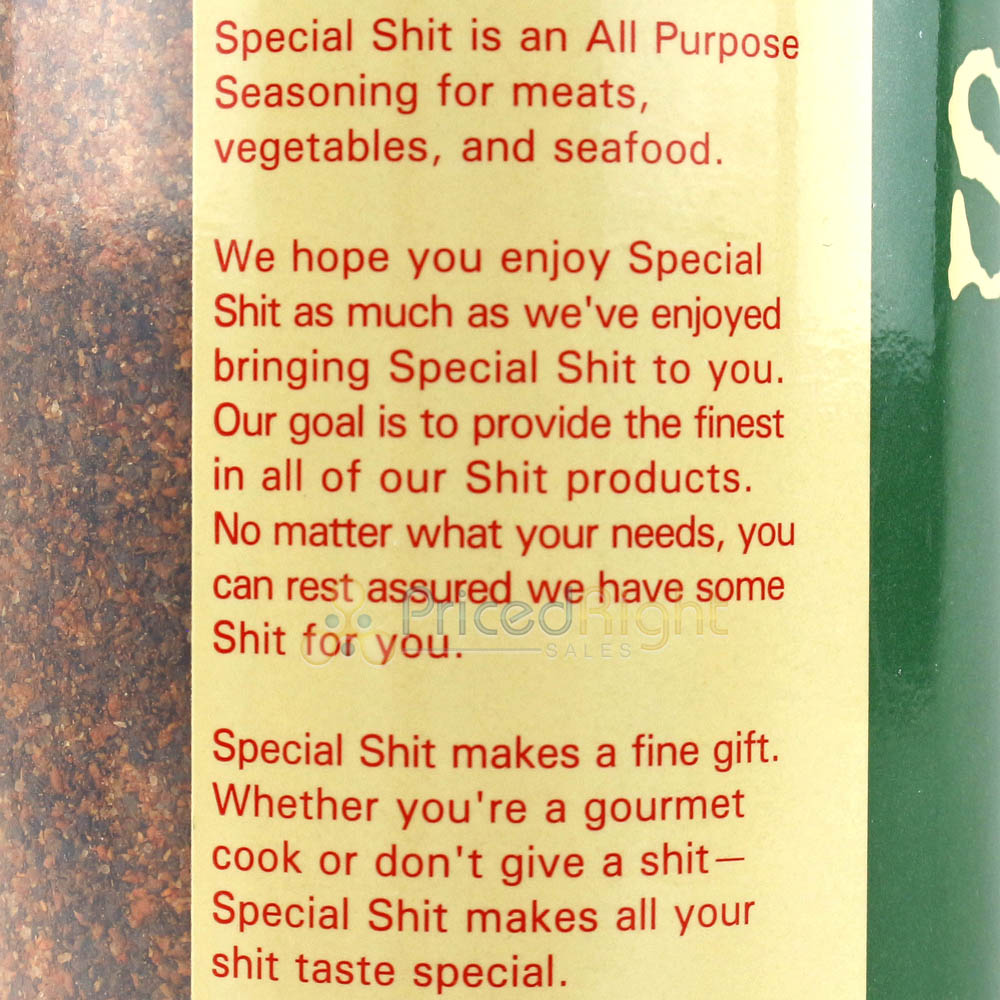 Special Shit is an All Purpose
Seasoning for meats,
vegetables, and seafood.
We hope you enjoy Special
Shit as much as we've enjoyed
bringing Special Shit to you.
Our goal is to provide the finest
in all of our Shit products.
No matter what your needs, you
can rest assured we have some
Shit for you.
PricedRight
SALES
Special Shit makes a fine gift.
Whether you're a gourmet
cook or don't give a shit—
Special Shit makes all your
shit taste special.